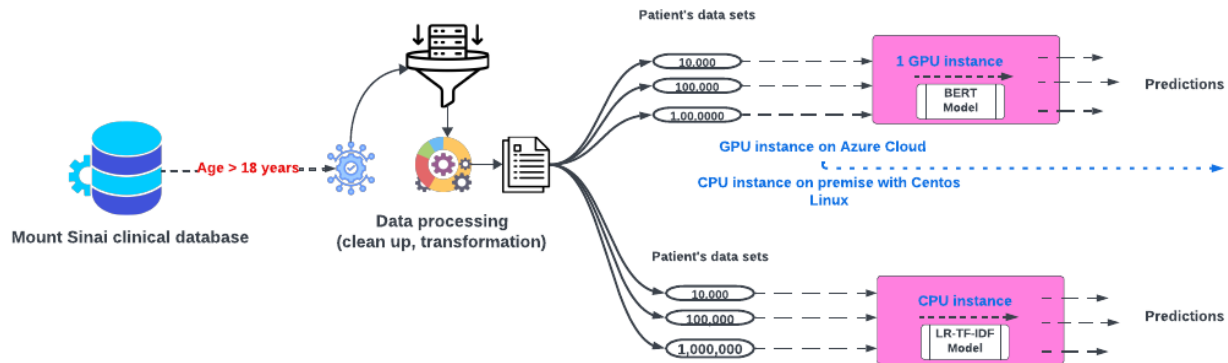 Patient's data sets
10.000
100.000
1.00.0000
1 GPU instance
BERT
Model
Predictions
Age > 18 years
GPU instance on Azure Cloud
CPU instance on premise with Centos
Linux
Mount Sinai clinical database
Data processing
(clean up, transformation)
Patient's data sets
10.000
100,000
1,000,000
CPU instance
LR-TF-IDF
Model
Predictions